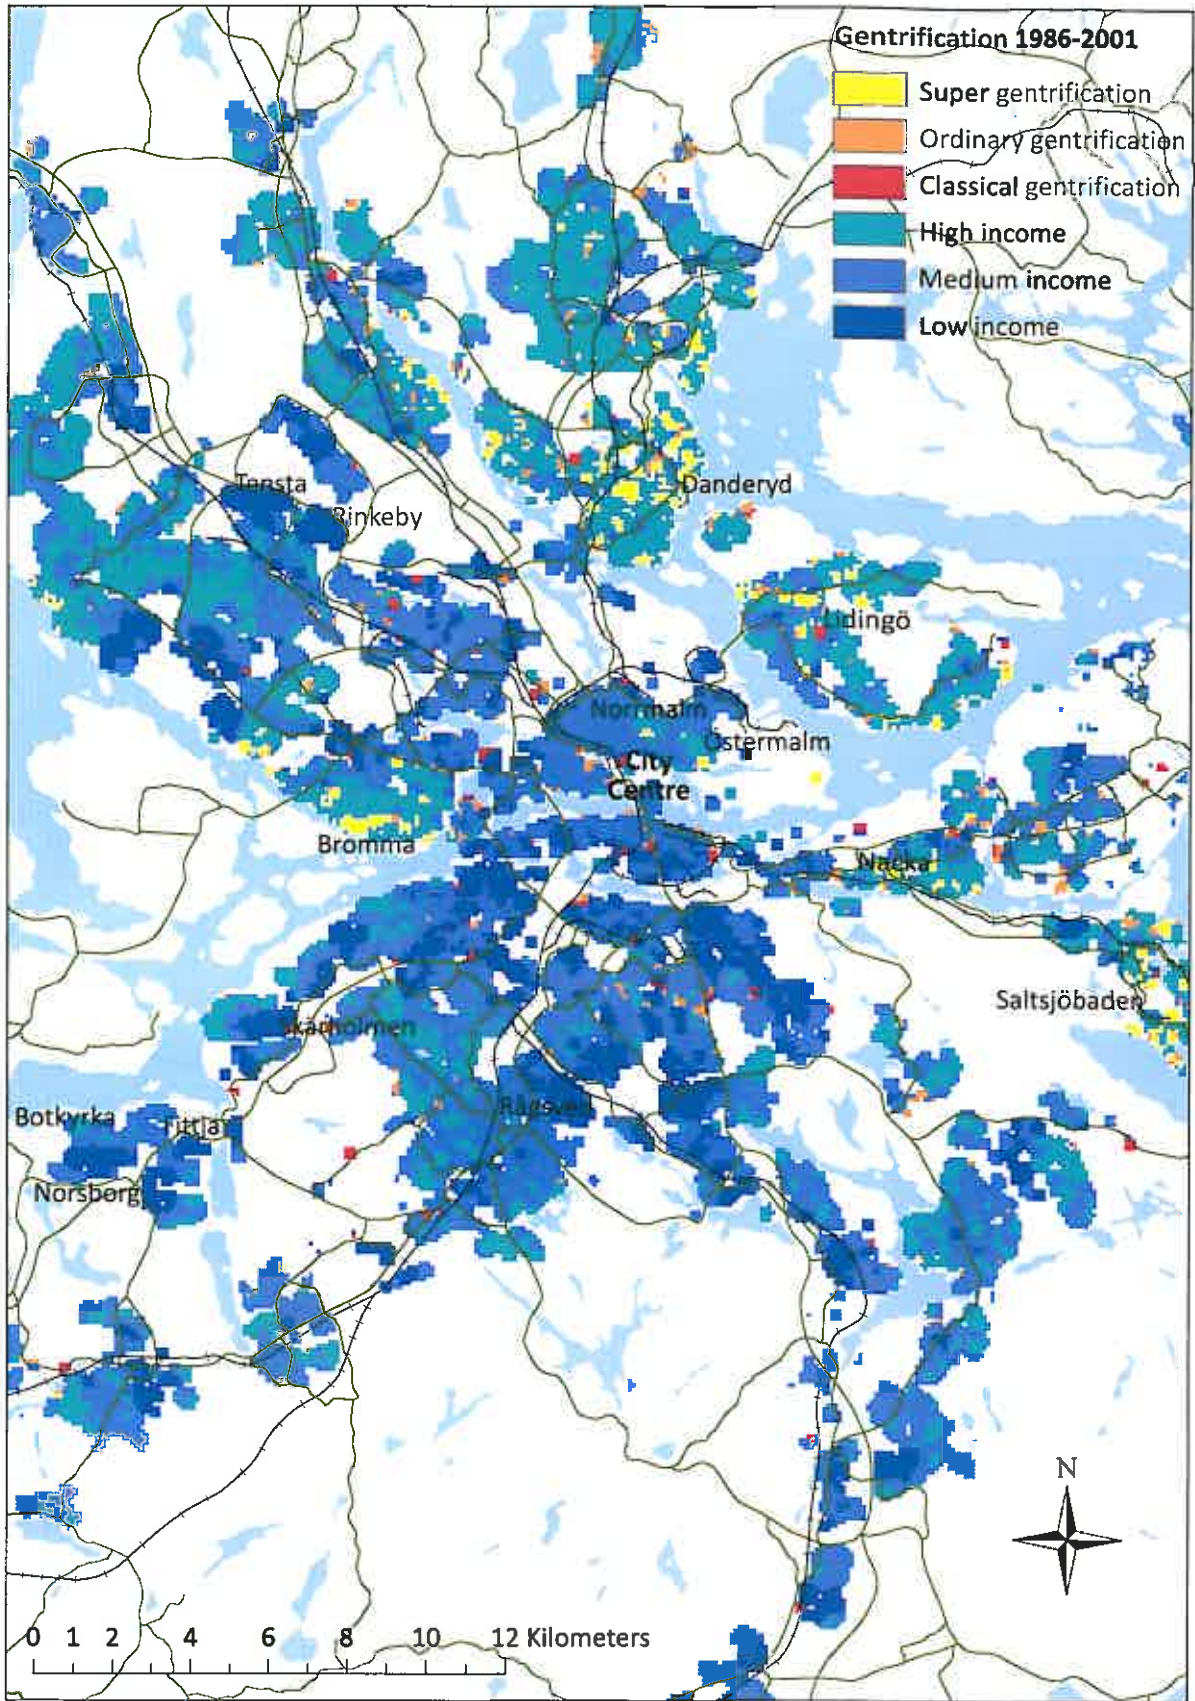 Gentrification 1986-2001
Super gentrification
Ordinary gentrification
Classical gentrification
High income
Medium income
Low income
Tensta
Rinkeby
Danderyd
Lidingö
Norrmalm
Östermalm
City
Centre
Bromma
Nacka
Saltsjöbaden
Skärholmen
Rågsved
Botkyrka
Fittja
Norsborg
N
0 1 2 4 6 8 10 12 Kilometers